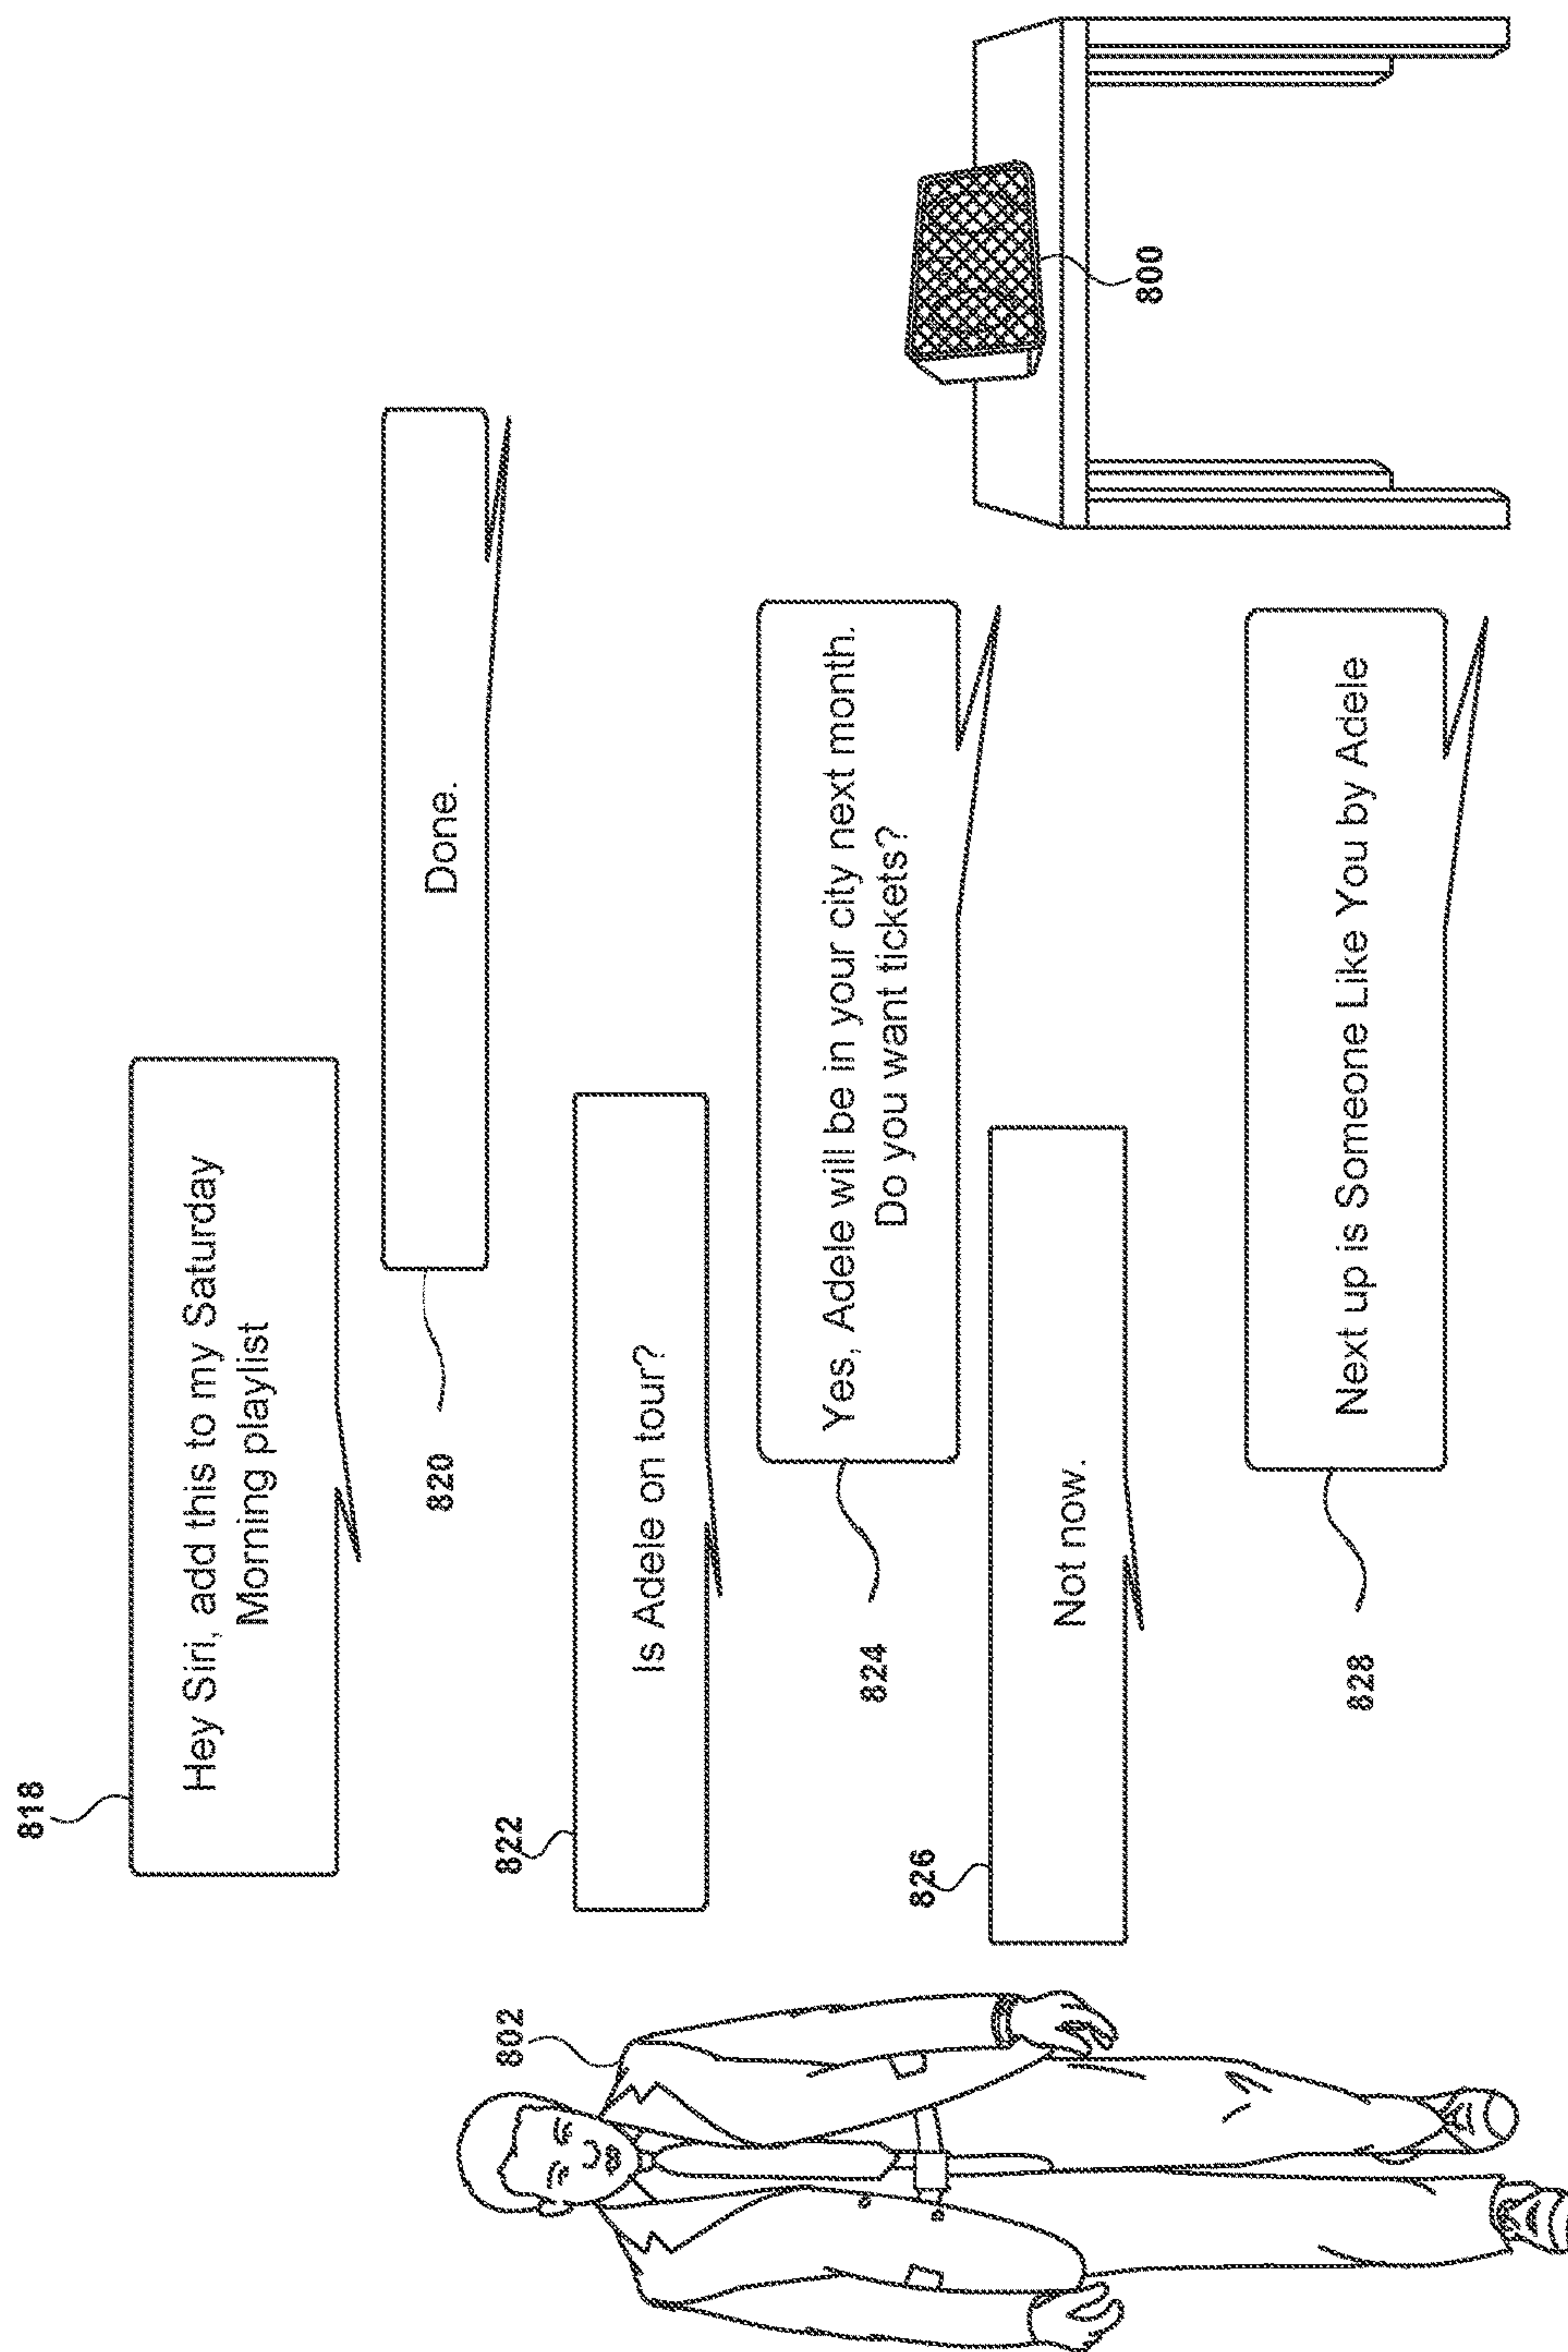 818
Hey Siri, add this to my Saturday
Morning playlist
820
Done.
822
Is Adele on tour?
802
824
Yes, Adele will be in your city next month.
Do you want tickets?
826
Not now.
800
828
Next up is Someone Like You by Adele